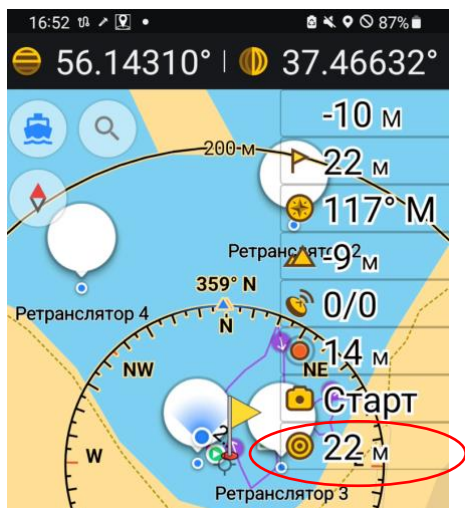 16:52 87%
56.14310° 37.46632°
-10 м
200 м
22 м
117° M
Ретранслятор 2
-9 м
359° N
0/0
Ретранслятор 4
N
14 м
NW
NE
Старт
W
22 м
Ретранслятор 3